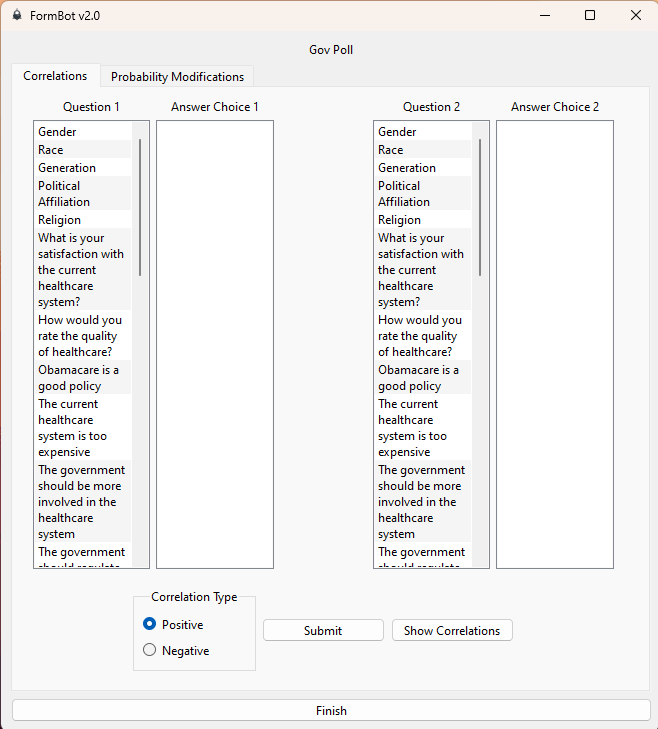 FormBot v2.0
Gov Poll
Correlations
Probability Modifications
Question 1
Answer Choice 1
Question 2
Answer Choice 2
Gender
Race
Generation
Political
Affiliation
Religion
What is your
satisfaction with
the current
healthcare
system?
How would you
rate the quality
of healthcare?
Obamacare is a
good policy
The current
healthcare
system is too
expensive
The government
should be more
involved in the
healthcare
system
The government
should regulate
Gender
Race
Generation
Political
Affiliation
Religion
What is your
satisfaction with
the current
healthcare
system?
How would you
rate the quality
of healthcare?
Obamacare is a
good policy
The current
healthcare
system is too
expensive
The government
should be more
involved in the
healthcare
system
The government
should regulate
Correlation Type
Positive
Negative
Submit
Show Correlations
Finish